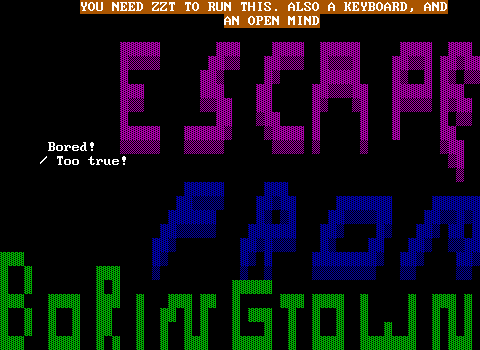 YOU NEED ZZT TO RUN THIS. ALSO A KEYBOARD, AND
AN OPEN MIND
ESCAPE
Bored!
/ Too true!
FROM
BORINGTOWN